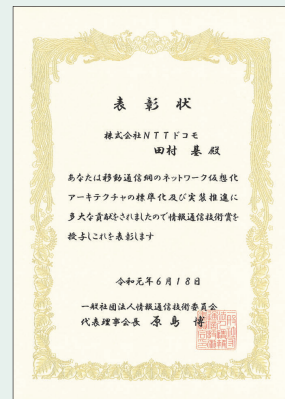 表彰状
株式会社NTTドコモ
田村 基 殿
あなたは移動通信網のネットワーク仮想化
アーキテクチャの標準化及び実装推進に
多大な貢献をされましたので情報通信技術賞を
授与しこれを表彰します
令和元年6月18日
一般社団法人情報通信技術委員会
代表理事会長 原島 博